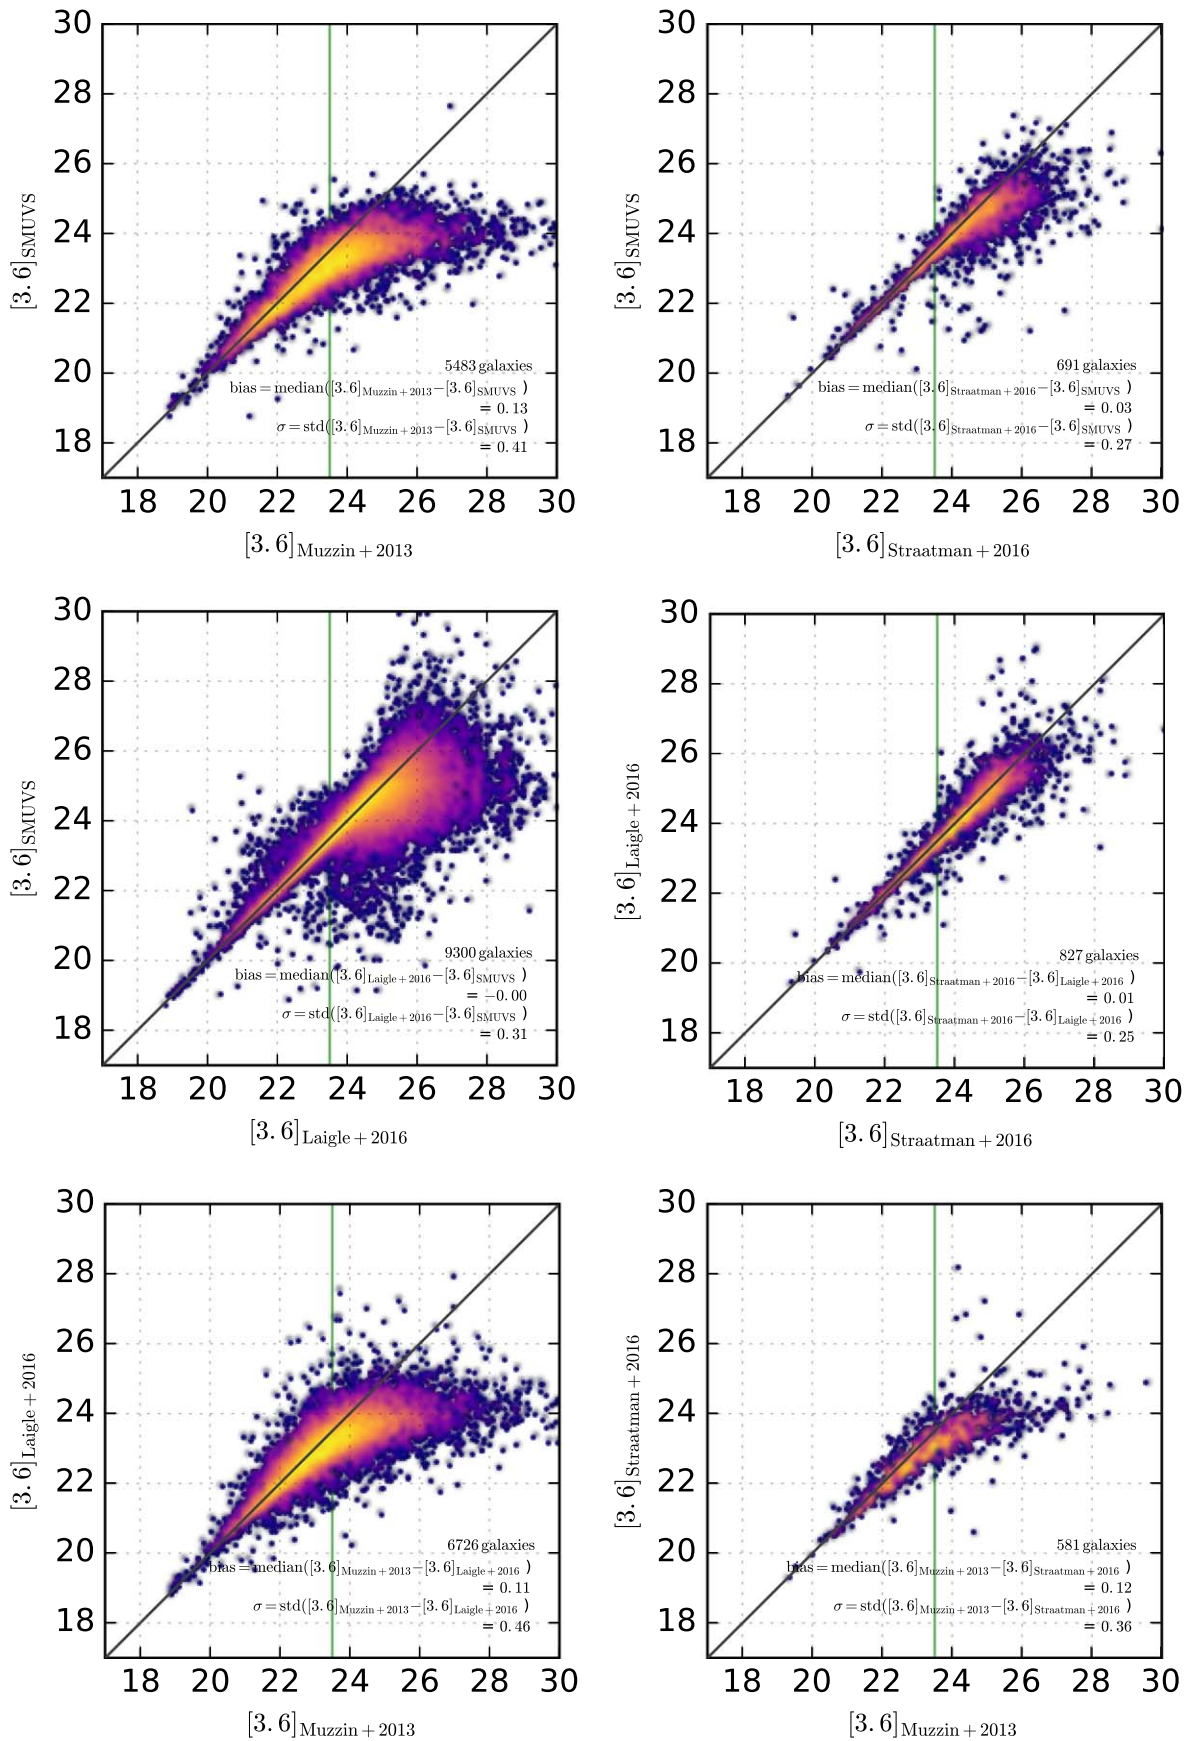 30
28
26
24
22
20
18
[3.6]SMUVS
5483 galaxies
bias = median([3.6]Muzzin+2013−[3.6]SMUVS )
= 0.13
σ = std([3.6]Muzzin+2013−[3.6]SMUVS )
= 0.41
18 20 22 24 26 28 30
[3.6]Muzzin+2013
30
28
26
24
22
20
18
[3.6]SMUVS
691 galaxies
bias = median([3.6]Straatman+2016−[3.6]SMUVS )
= 0.03
σ = std([3.6]Straatman+2016−[3.6]SMUVS )
= 0.27
18 20 22 24 26 28 30
[3.6]Straatman+2016
30
28
26
24
22
20
18
[3.6]SMUVS
9300 galaxies
bias = median([3.6]Laigle+2016−[3.6]SMUVS )
= −0.00
σ = std([3.6]Laigle+2016−[3.6]SMUVS )
= 0.31
18 20 22 24 26 28 30
[3.6]Laigle+2016
30
28
26
24
22
20
18
[3.6]Laigle+2016
827 galaxies
bias = median([3.6]Straatman+2016−[3.6]Laigle+2016 )
= 0.01
σ = std([3.6]Straatman+2016−[3.6]Laigle+2016 )
= 0.25
18 20 22 24 26 28 30
[3.6]Straatman+2016
30
28
26
24
22
20
18
[3.6]Laigle+2016
6726 galaxies
bias = median([3.6]Muzzin+2013−[3.6]Laigle+2016 )
= 0.11
σ = std([3.6]Muzzin+2013−[3.6]Laigle+2016 )
= 0.46
18 20 22 24 26 28 30
[3.6]Muzzin+2013
30
28
26
24
22
20
18
[3.6]Straatman+2016
581 galaxies
bias = median([3.6]Muzzin+2013−[3.6]Straatman+2016 )
= 0.12
σ = std([3.6]Muzzin+2013−[3.6]Straatman+2016 )
= 0.36
18 20 22 24 26 28 30
[3.6]Muzzin+2013